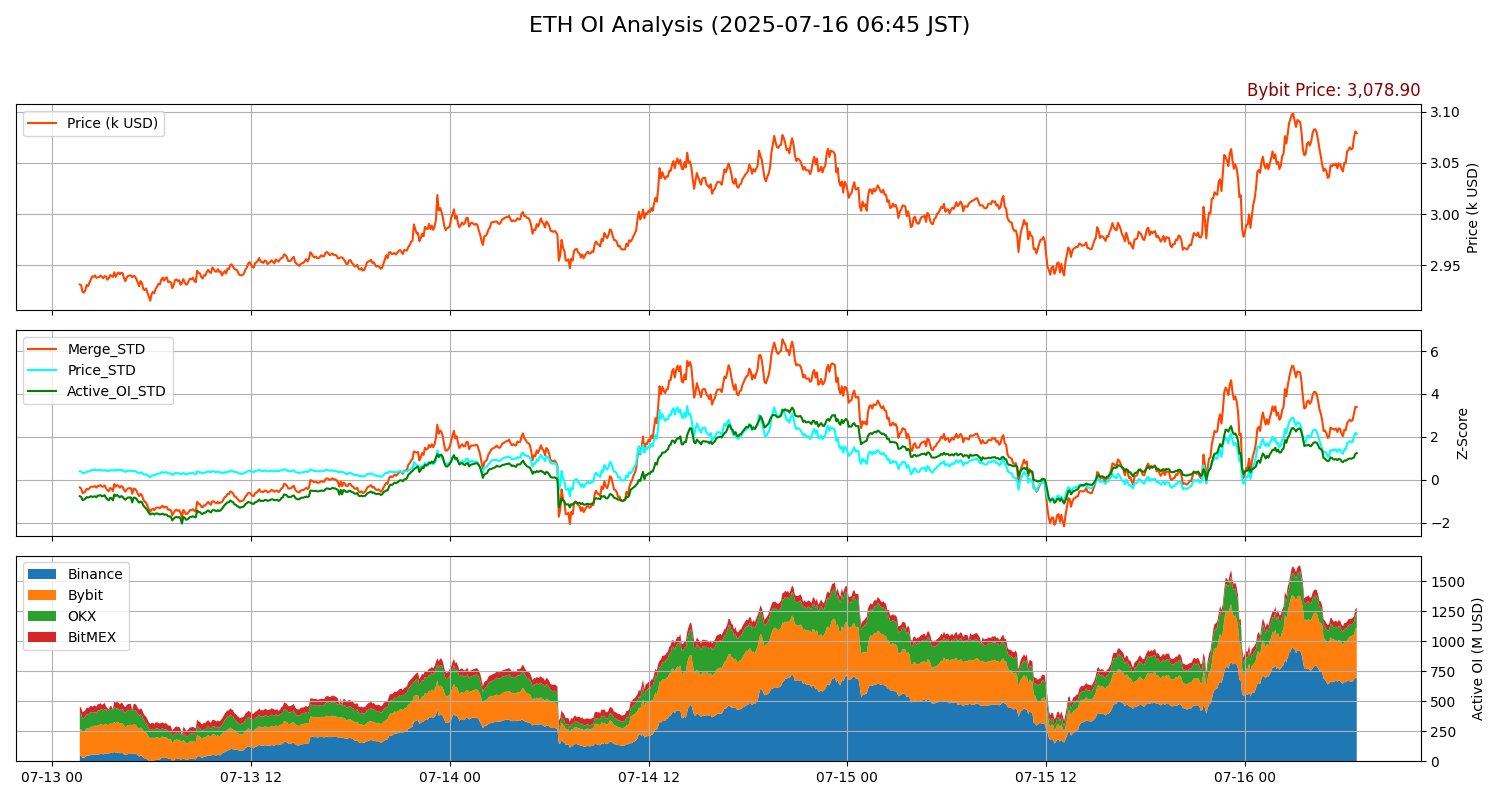 ETH OI Analysis (2025-07-16 06:45 JST)
Bybit Price: 3,078.90
Price (k USD)
3.10
3.05
3.00
2.95
Price (k USD)
Merge_STD
Price_STD
Active_OI_STD
6
4
2
0
−2
Z-Score
Binance
Bybit
OKX
BitMEX
1500
1250
1000
750
500
250
0
Active OI (M USD)
07-13 00
07-13 12
07-14 00
07-14 12
07-15 00
07-15 12
07-16 00